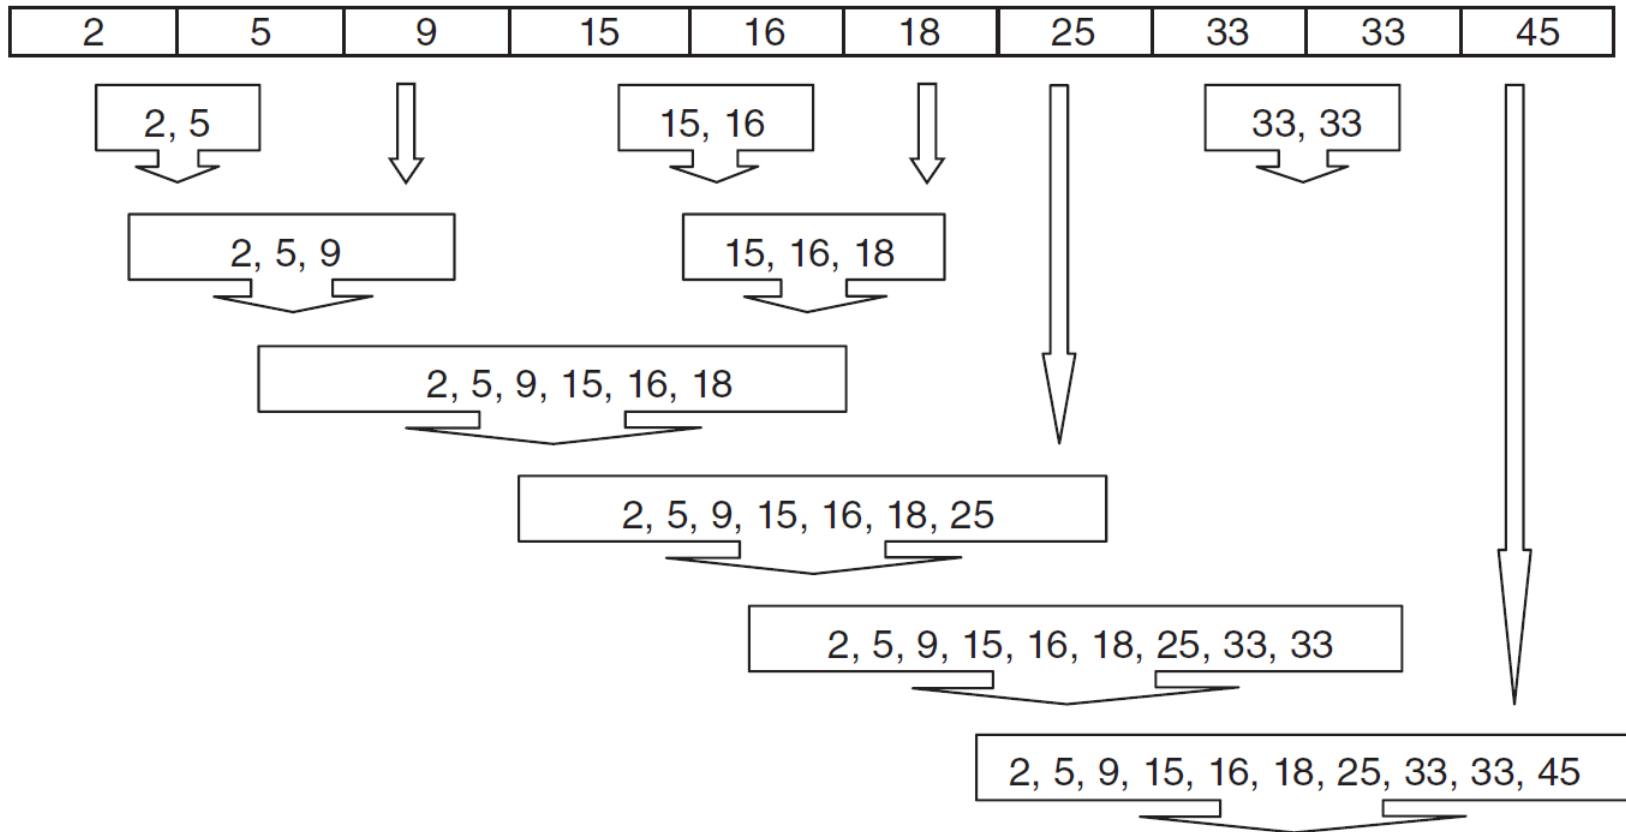 2 5 9 15 16 18 25 33 33 45
2, 5 15, 16 33, 33
2, 5, 9 15, 16, 18
2, 5, 9, 15, 16, 18
2, 5, 9, 15, 16, 18, 25
2, 5, 9, 15, 16, 18, 25, 33, 33
2, 5, 9, 15, 16, 18, 25, 33, 33, 45